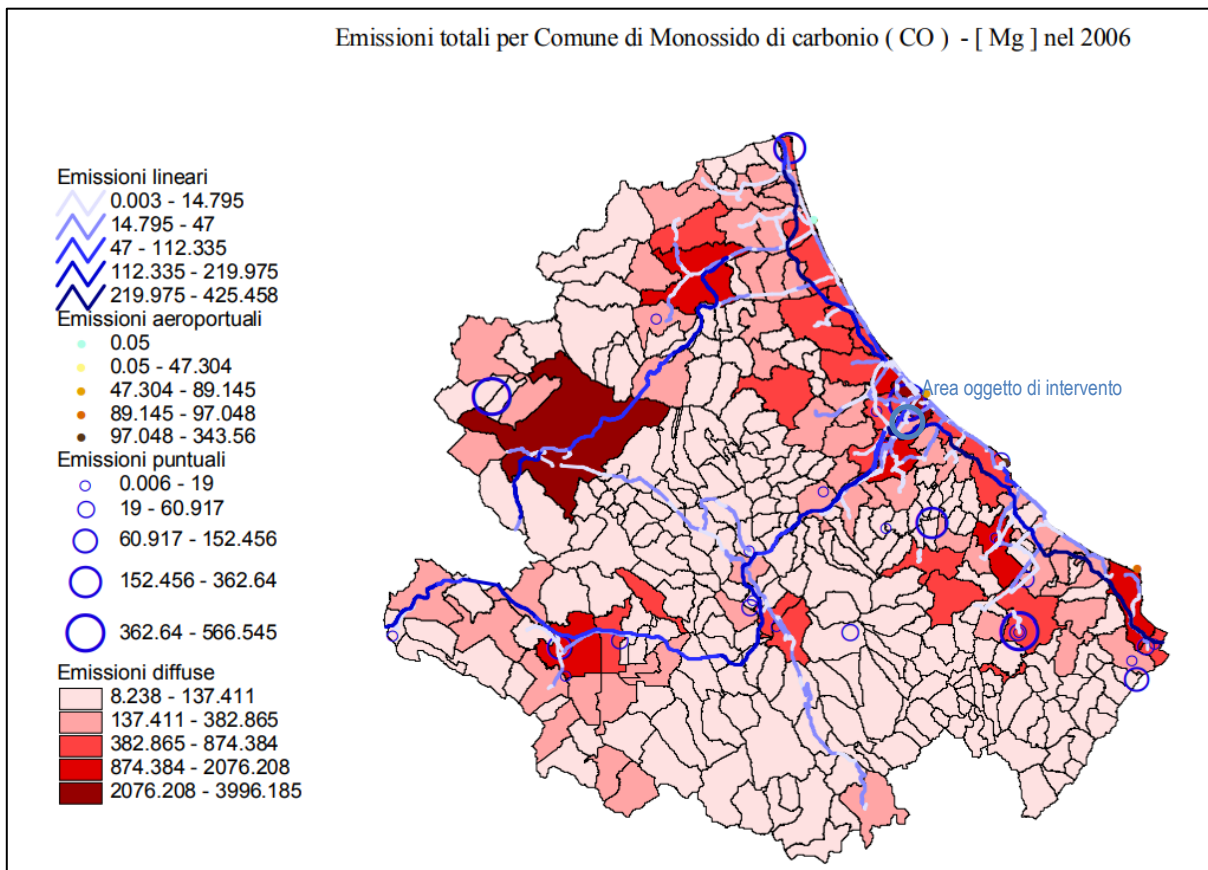 Emissioni totali per Comune di Monossido di carbonio ( CO ) - [ Mg ] nel 2006
Emissioni lineari
0.003 - 14.795
14.795 - 47
47 - 112.335
112.335 - 219.975
219.975 - 425.458
Emissioni aeroportuali
0.05
0.05 - 47.304
47.304 - 89.145
89.145 - 97.048
97.048 - 343.56
Emissioni puntuali
0.006 - 19
19 - 60.917
60.917 - 152.456
152.456 - 362.64
362.64 - 566.545
Emissioni diffuse
8.238 - 137.411
137.411 - 382.865
382.865 - 874.384
874.384 - 2076.208
2076.208 - 3996.185
Area oggetto di intervento